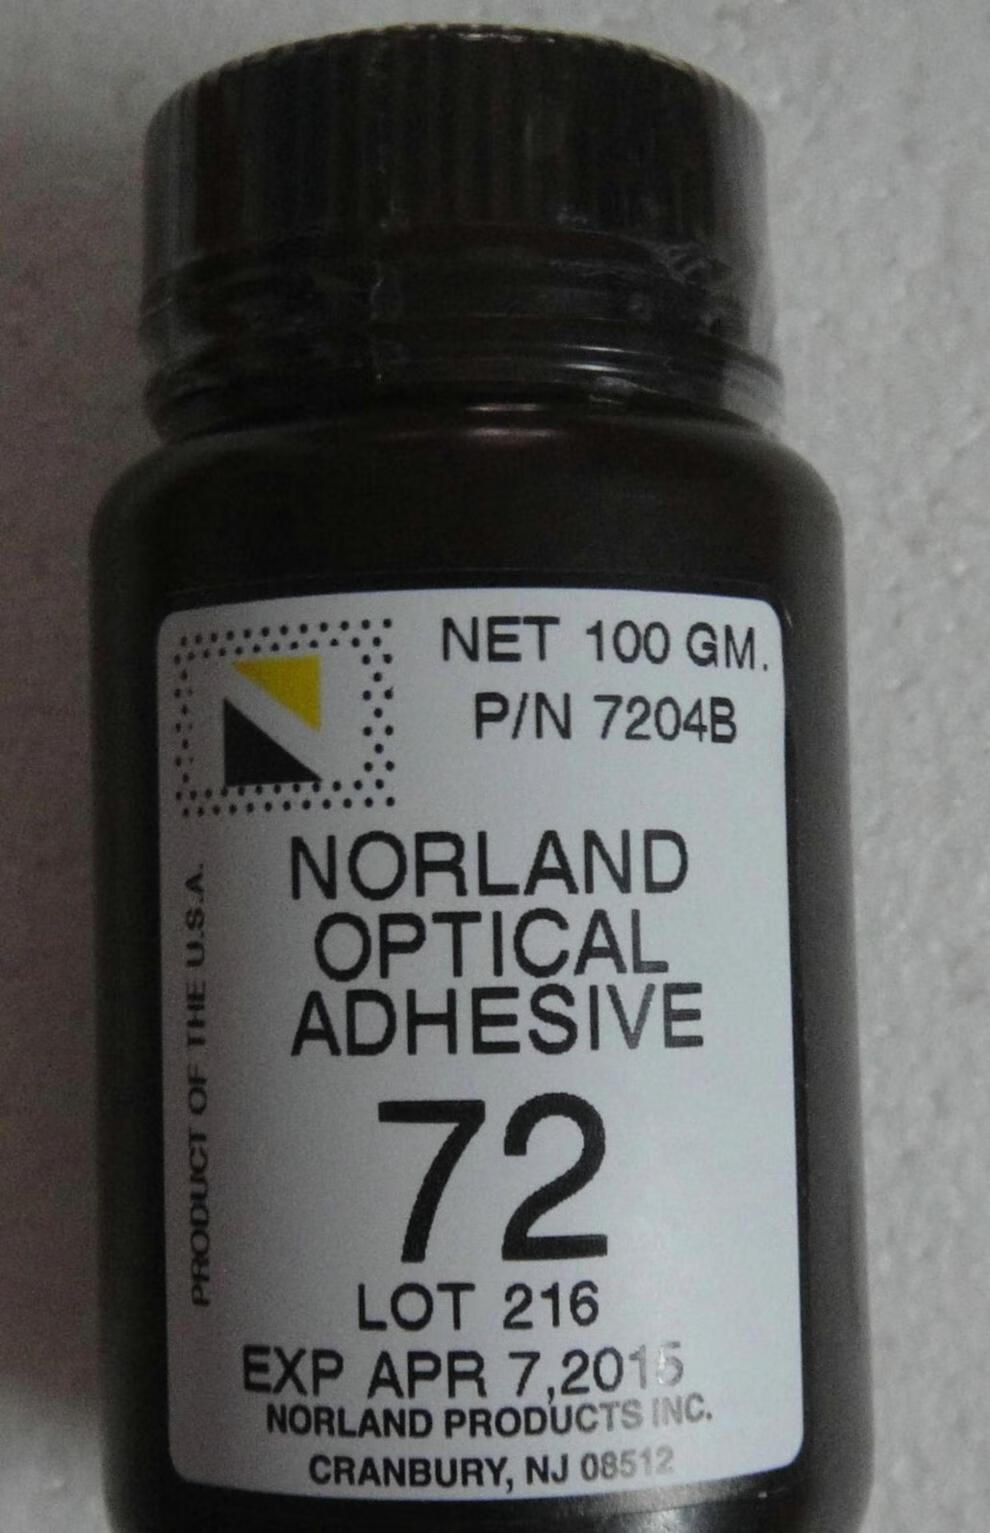 NET 100 GM.
P/N 7204B
NORLAND
OPTICAL
ADHESIVE
72
LOT 216
EXP APR 7,2015
NORLAND PRODUCTS INC.
CRANBURY, NJ 08512
PRODUCT OF THE U.S.A.